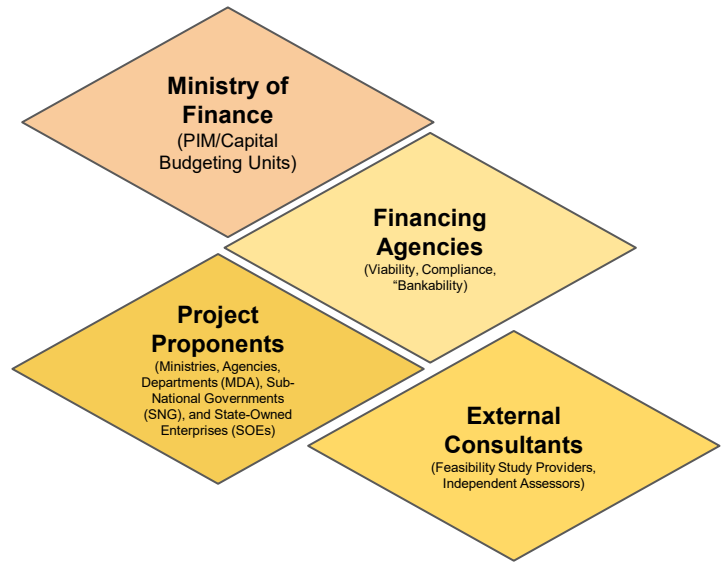 Ministry of
Finance
(PIM/Capital
Budgeting Units)
Financing
Agencies
(Viability, Compliance,
“Bankability)
Project
Proponents
(Ministries, Agencies,
Departments (MDA), Sub-
National Governments
(SNG), and State-Owned
Enterprises (SOEs)
External
Consultants
(Feasibility Study Providers,
Independent Assessors)